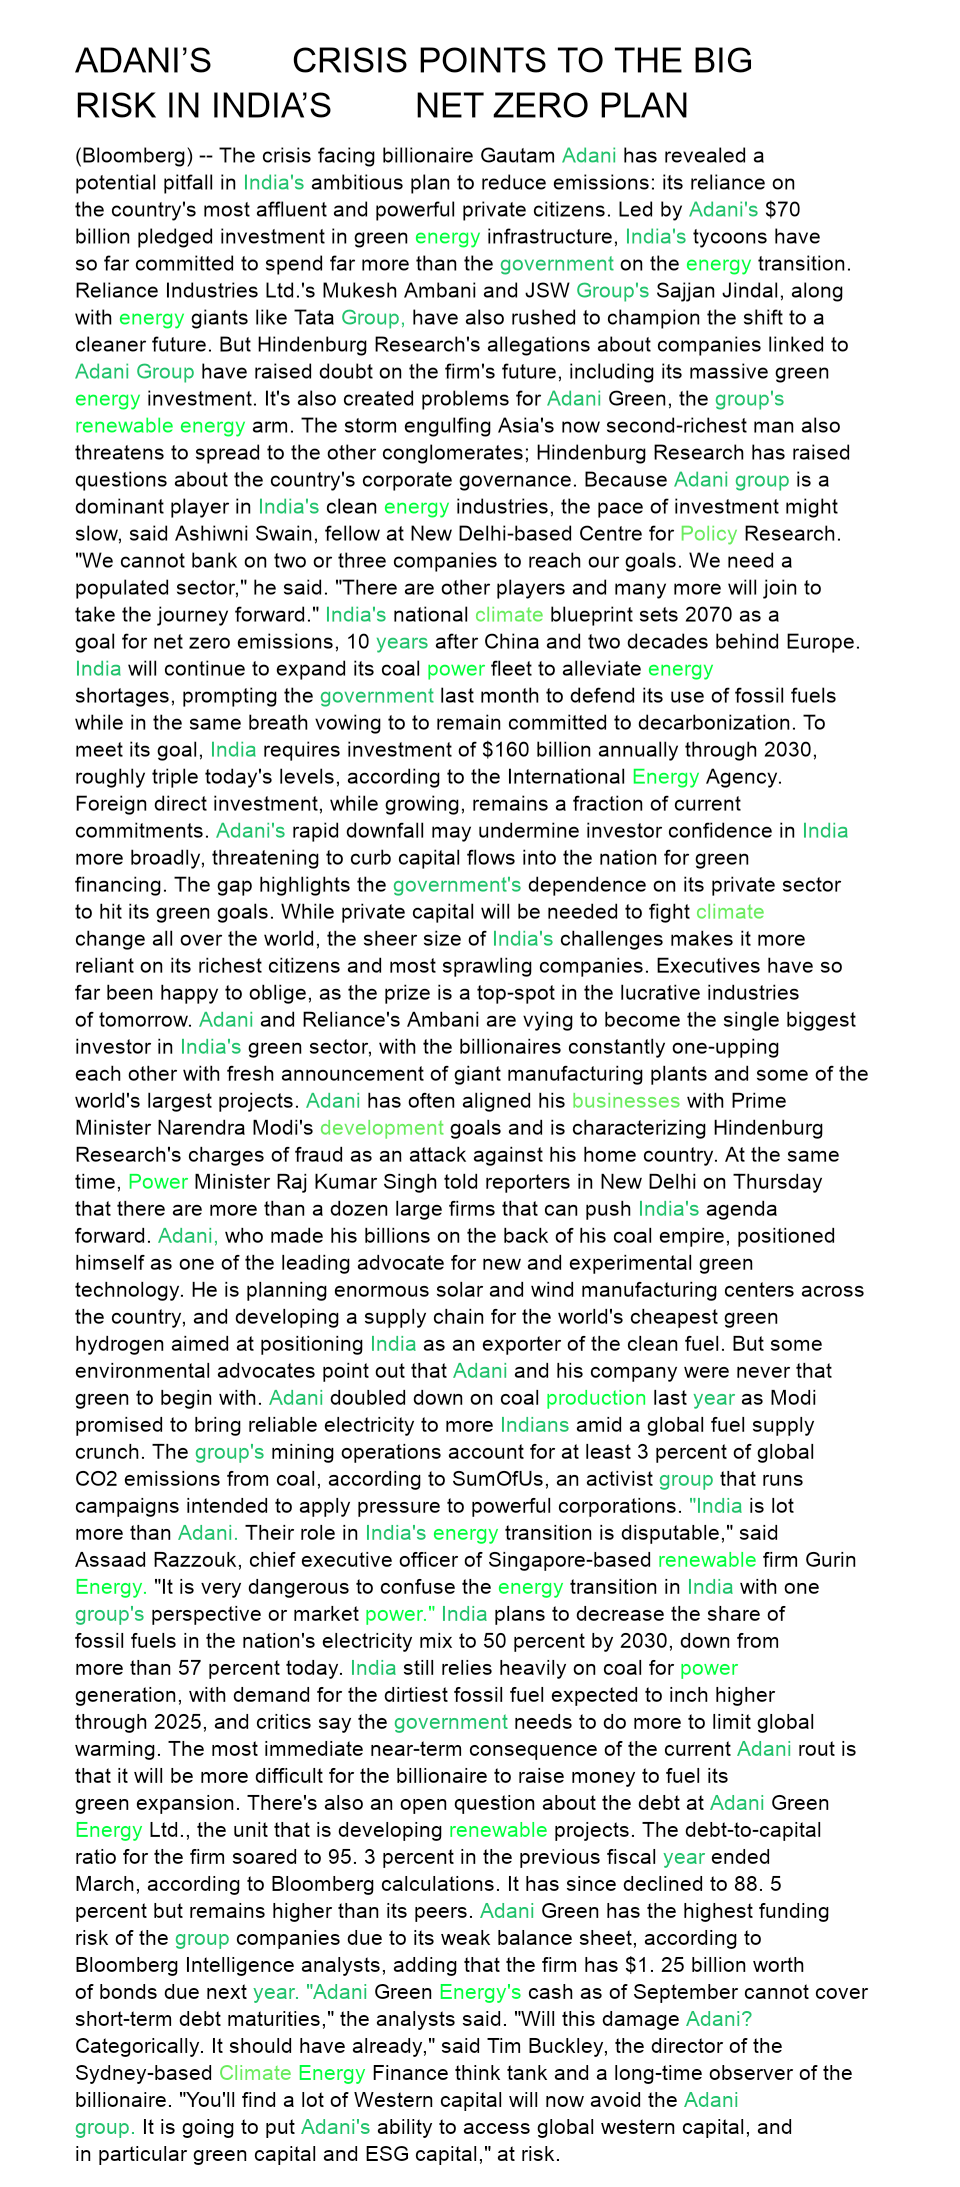 ADANI’S CRISIS POINTS TO THE BIG
RISK IN INDIA’S NET ZERO PLAN
(Bloomberg) -- The crisis facing billionaire Gautam Adani has revealed a
potential pitfall in India's ambitious plan to reduce emissions: its reliance on
the country's most affluent and powerful private citizens. Led by Adani's $70
billion pledged investment in green energy infrastructure, India's tycoons have
so far committed to spend far more than the government on the energy transition.
Reliance Industries Ltd.'s Mukesh Ambani and JSW Group's Sajjan Jindal, along
with energy giants like Tata Group, have also rushed to champion the shift to a
cleaner future. But Hindenburg Research's allegations about companies linked to
Adani Group have raised doubt on the firm's future, including its massive green
energy investment. It's also created problems for Adani Green, the group's
renewable energy arm. The storm engulfing Asia's now second-richest man also
threatens to spread to the other conglomerates; Hindenburg Research has raised
questions about the country's corporate governance. Because Adani group is a
dominant player in India's clean energy industries, the pace of investment might
slow, said Ashiwni Swain, fellow at New Delhi-based Centre for Policy Research.
"We cannot bank on two or three companies to reach our goals. We need a
populated sector," he said. "There are other players and many more will join to
take the journey forward." India's national climate blueprint sets 2070 as a
goal for net zero emissions, 10 years after China and two decades behind Europe.
India will continue to expand its coal power fleet to alleviate energy
shortages, prompting the government last month to defend its use of fossil fuels
while in the same breath vowing to to remain committed to decarbonization. To
meet its goal, India requires investment of $160 billion annually through 2030,
roughly triple today's levels, according to the International Energy Agency.
Foreign direct investment, while growing, remains a fraction of current
commitments. Adani's rapid downfall may undermine investor confidence in India
more broadly, threatening to curb capital flows into the nation for green
financing. The gap highlights the government's dependence on its private sector
to hit its green goals. While private capital will be needed to fight climate
change all over the world, the sheer size of India's challenges makes it more
reliant on its richest citizens and most sprawling companies. Executives have so
far been happy to oblige, as the prize is a top-spot in the lucrative industries
of tomorrow. Adani and Reliance's Ambani are vying to become the single biggest
investor in India's green sector, with the billionaires constantly one-upping
each other with fresh announcement of giant manufacturing plants and some of the
world's largest projects. Adani has often aligned his businesses with Prime
Minister Narendra Modi's development goals and is characterizing Hindenburg
Research's charges of fraud as an attack against his home country. At the same
time, Power Minister Raj Kumar Singh told reporters in New Delhi on Thursday
that there are more than a dozen large firms that can push India's agenda
forward. Adani, who made his billions on the back of his coal empire, positioned
himself as one of the leading advocate for new and experimental green
technology. He is planning enormous solar and wind manufacturing centers across
the country, and developing a supply chain for the world's cheapest green
hydrogen aimed at positioning India as an exporter of the clean fuel. But some
environmental advocates point out that Adani and his company were never that
green to begin with. Adani doubled down on coal production last year as Modi
promised to bring reliable electricity to more Indians amid a global fuel supply
crunch. The group's mining operations account for at least 3 percent of global
CO2 emissions from coal, according to SumOfUs, an activist group that runs
campaigns intended to apply pressure to powerful corporations. "India is lot
more than Adani. Their role in India's energy transition is disputable," said
Assaad Razzouk, chief executive officer of Singapore-based renewable firm Gurin
Energy. "It is very dangerous to confuse the energy transition in India with one
group's perspective or market power." India plans to decrease the share of
fossil fuels in the nation's electricity mix to 50 percent by 2030, down from
more than 57 percent today. India still relies heavily on coal for power
generation, with demand for the dirtiest fossil fuel expected to inch higher
through 2025, and critics say the government needs to do more to limit global
warming. The most immediate near-term consequence of the current Adani rout is
that it will be more difficult for the billionaire to raise money to fuel its
green expansion. There's also an open question about the debt at Adani Green
Energy Ltd., the unit that is developing renewable projects. The debt-to-capital
ratio for the firm soared to 95. 3 percent in the previous fiscal year ended
March, according to Bloomberg calculations. It has since declined to 88. 5
percent but remains higher than its peers. Adani Green has the highest funding
risk of the group companies due to its weak balance sheet, according to
Bloomberg Intelligence analysts, adding that the firm has $1. 25 billion worth
of bonds due next year. "Adani Green Energy's cash as of September cannot cover
short-term debt maturities," the analysts said. "Will this damage Adani?
Categorically. It should have already," said Tim Buckley, the director of the
Sydney-based Climate Energy Finance think tank and a long-time observer of the
billionaire. "You'll find a lot of Western capital will now avoid the Adani
group. It is going to put Adani's ability to access global western capital, and
in particular green capital and ESG capital," at risk.